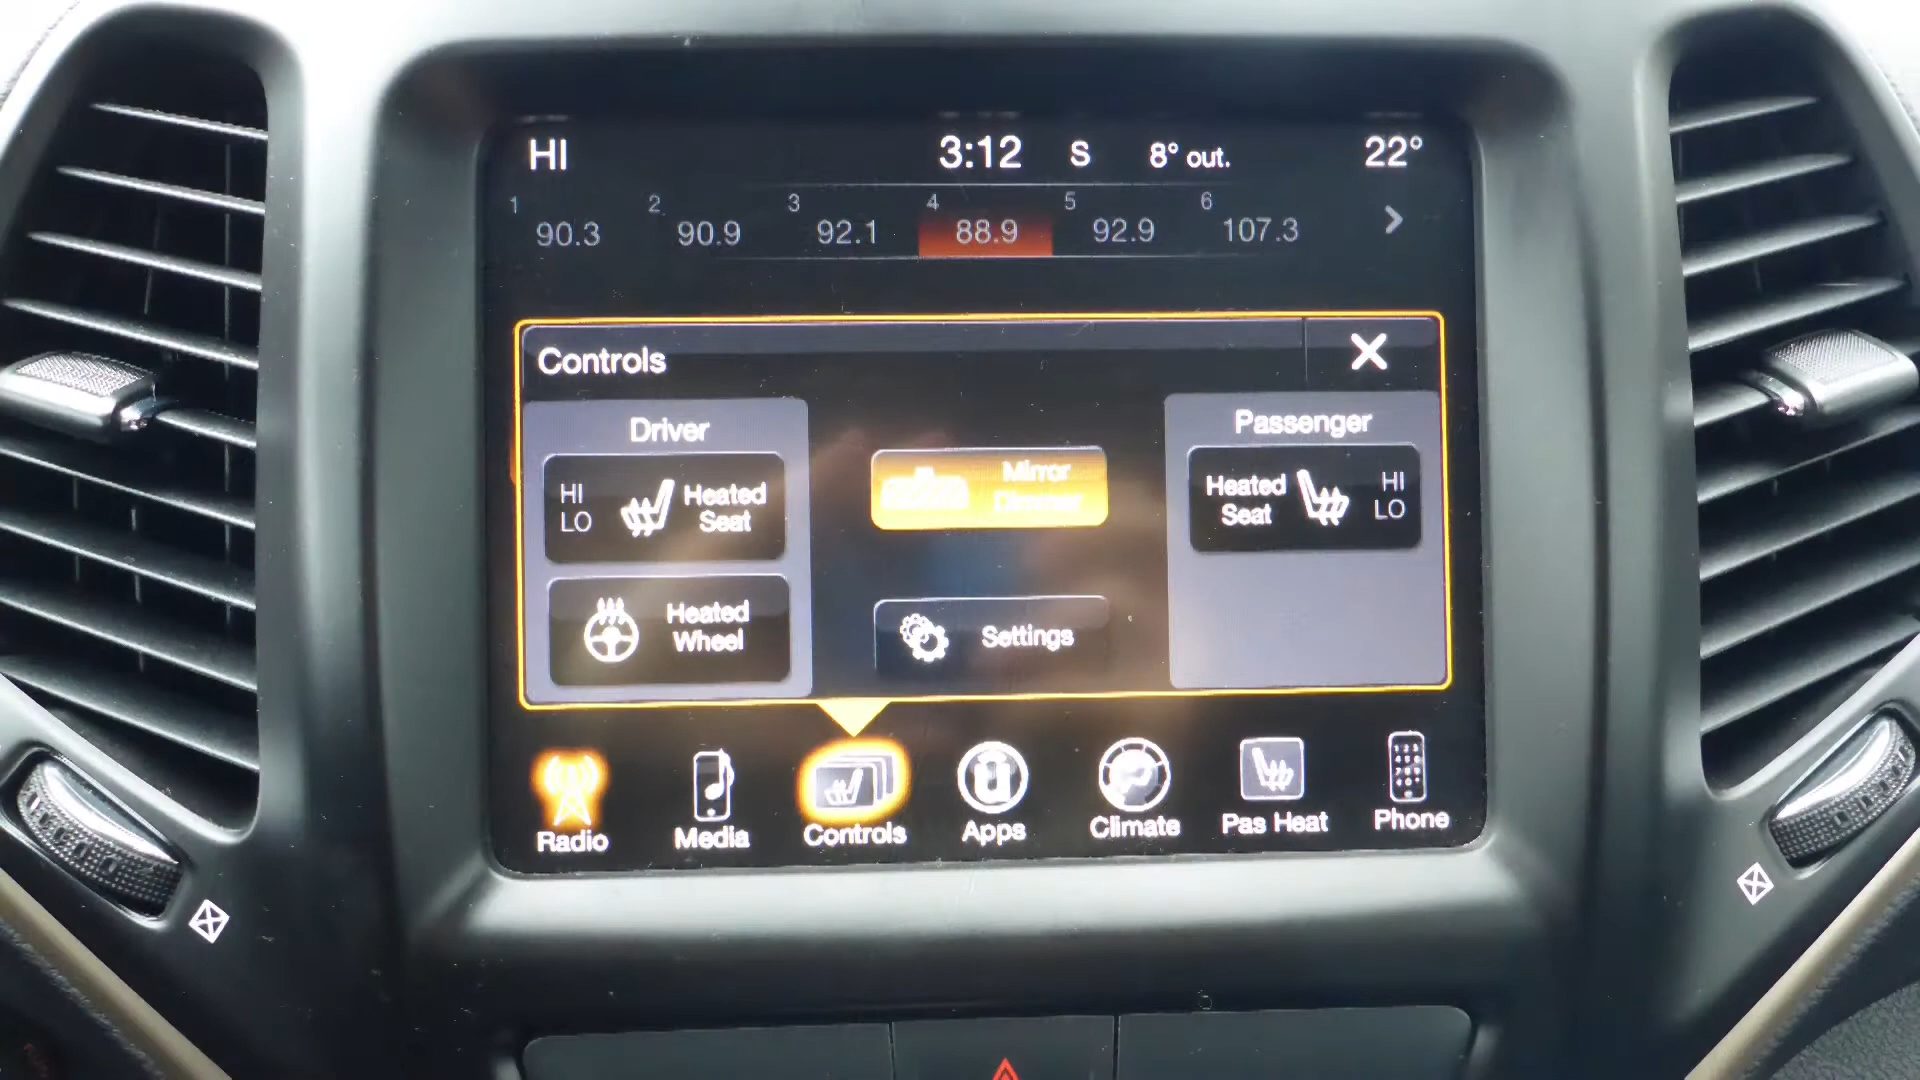 HI 3:12 S 8° out. 22°
1 2 3 4 5 6
90.3 90.9 92.1 88.9 92.9 107.3
Controls
Driver
HI
LO
Heated
Seat
Heated
Wheel
Mirror
Dimmer
Settings
Passenger
Heated
Seat
HI
LO
Radio Media Controls Apps Climate Pas Heat Phone